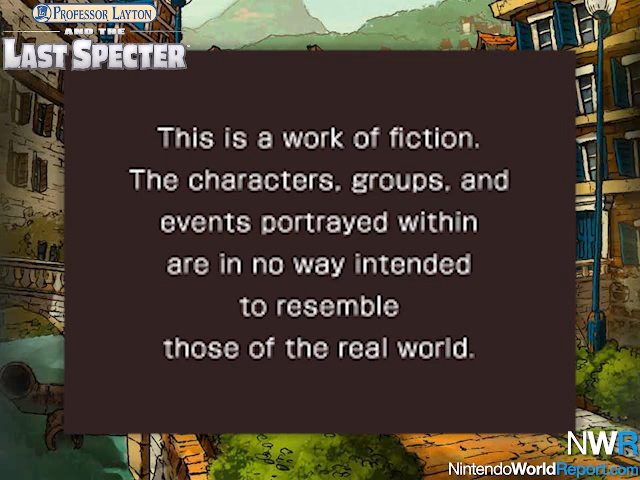 PROFESSOR LAYTON
AND THE
LAST SPECTER
This is a work of fiction.
The characters, groups, and
events portrayed within
are in no way intended
to resemble
those of the real world.
NWR
NintendoWorldReport.com